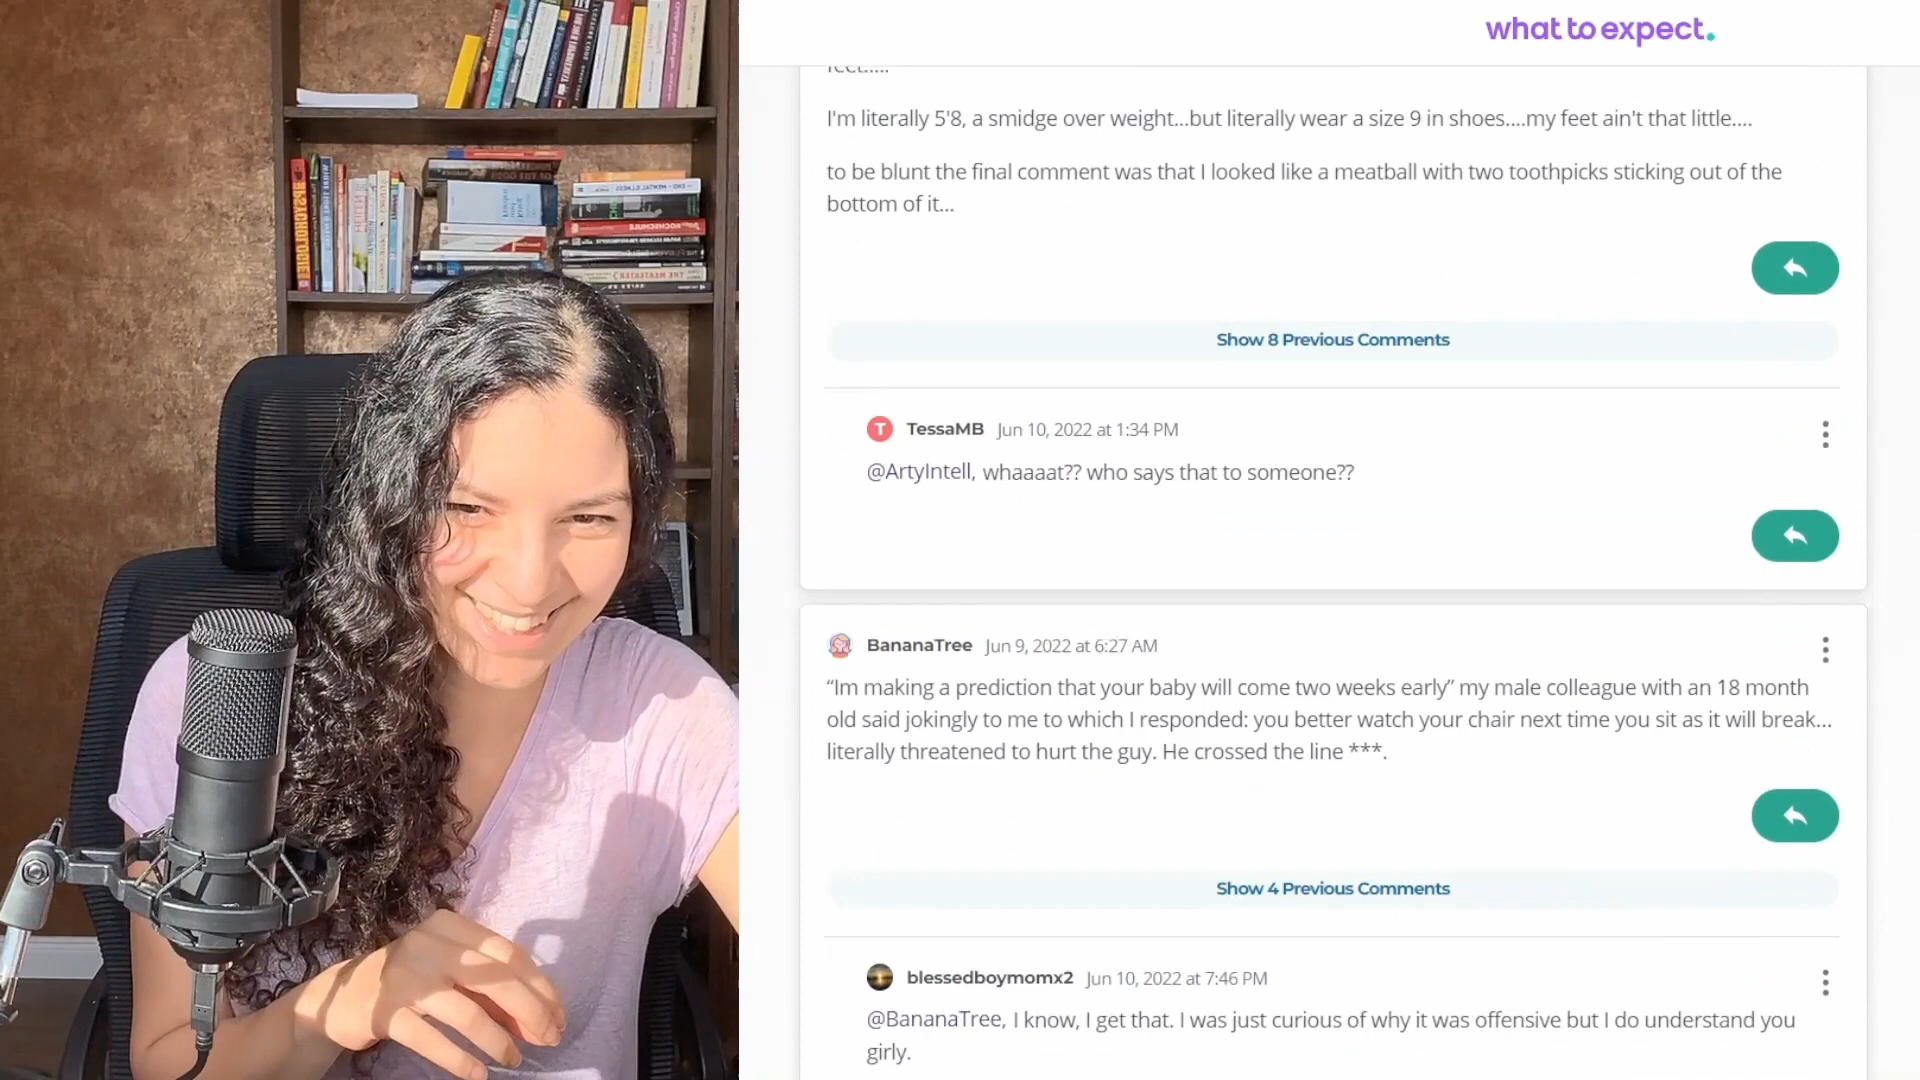 what to expect.
I'm literally 5'8, a smidge over weight...but literally wear a size 9 in shoes....my feet ain't that little....
to be blunt the final comment was that I looked like a meatball with two toothpicks sticking out of the
bottom of it...
Show 8 Previous Comments
T TessaMB Jun 10, 2022 at 1:34 PM
@ArtyIntell, whaaaat?? who says that to someone??
BananaTree Jun 9, 2022 at 6:27 AM
“Im making a prediction that your baby will come two weeks early” my male colleague with an 18 month
old said jokingly to me to which I responded: you better watch your chair next time you sit as it will break...
literally threatened to hurt the guy. He crossed the line ***.
Show 4 Previous Comments
blessedboymomx2 Jun 10, 2022 at 7:46 PM
@BananaTree, I know, I get that. I was just curious of why it was offensive but I do understand you
girly.